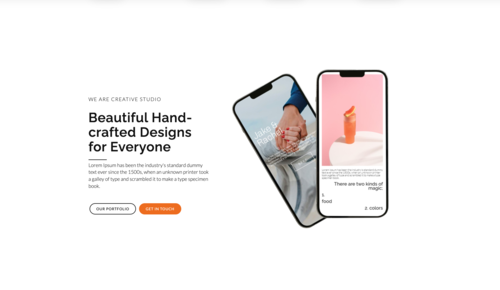 WE ARE CREATIVE STUDIO
Beautiful Hand-
crafted Designs
for Everyone
Lorem Ipsum has been the industry's standard dummy
text ever since the 1500s, when an unknown printer took
a galley of type and scrambled it to make a type specimen
book.
OUR PORTFOLIO
GET IN TOUCH
There are two kinds of
magic.
1.
food
2. colors